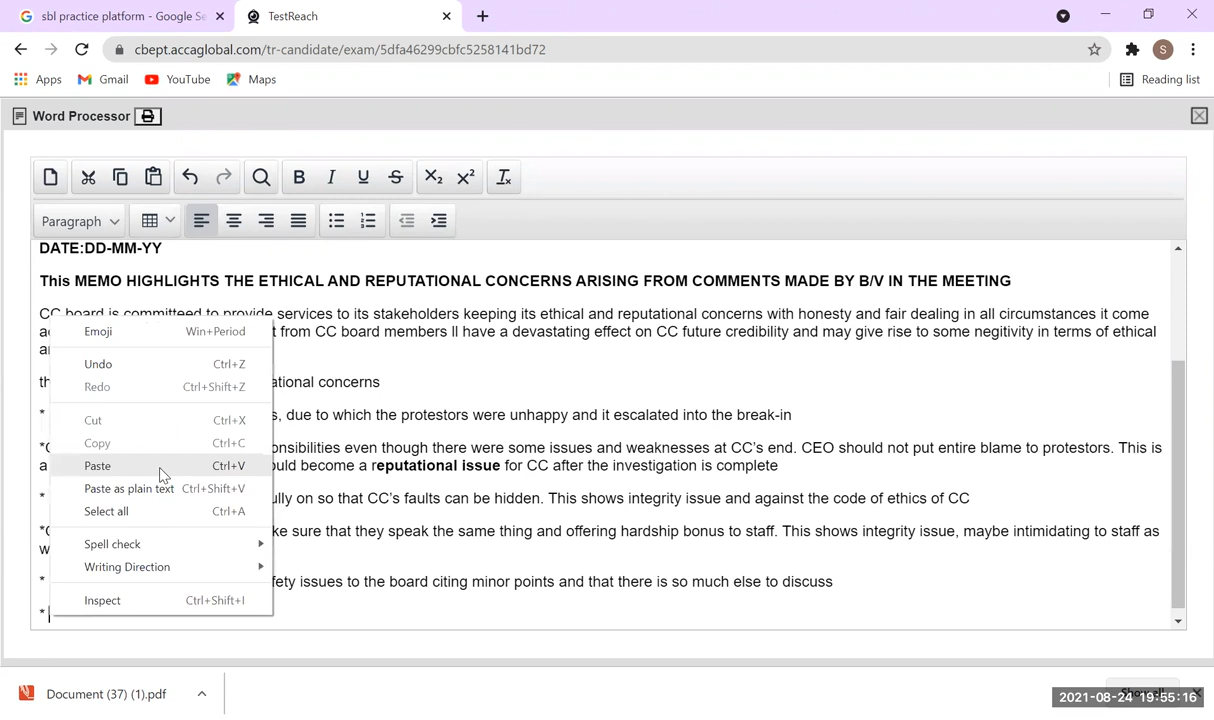 sbl practice platform - Google Se
TestReach
cbept.accaglobal.com/tr-candidate/exam/5dfa46299cbfc5258141bd72
S
Apps
Gmail
YouTube
Maps
Reading list
Word Processor
B I U S X₂ X² Tx
Paragraph
DATE:DD-MM-YY
This MEMO HIGHLIGHTS THE ETHICAL AND REPUTATIONAL CONCERNS ARISING FROM COMMENTS MADE BY B/V IN THE MEETING
CC board is committeed to provide services to its stakeholders keeping its ethical and reputational concerns with honesty and fair dealing in all circumstances it come
from CC board members ll have a devastating effect on CC future credibility and may give rise to some negitivity in terms of ethical
ational concerns
*
s, due to which the protestors were unhappy and it escalated into the break-in
onsibilities even though there were some issues and weaknesses at CC's end. CEO should not put entire blame to protestors. This is
a
uld become a reputational issue for CC after the investigation is complete
*
lly on so that CC's faults can be hidden. This shows integrity issue and against the code of ethics of CC
ke sure that they speak the same thing and offering hardship bonus to staff. This shows integrity issue, maybe intimidating to staff as
*
fety issues to the board citing minor points and that there is so much else to discuss
*
Emoji Win+Period
Undo Ctrl+Z
Redo Ctrl+Shift+Z
Cut Ctrl+X
Copy Ctrl+C
Paste Ctrl+V
Paste as plain text Ctrl+Shift+V
Select all Ctrl+A
Spell check
Writing Direction
Inspect Ctrl+Shift+I
Document (37) (1).pdf
2021-08-24 19:55:16